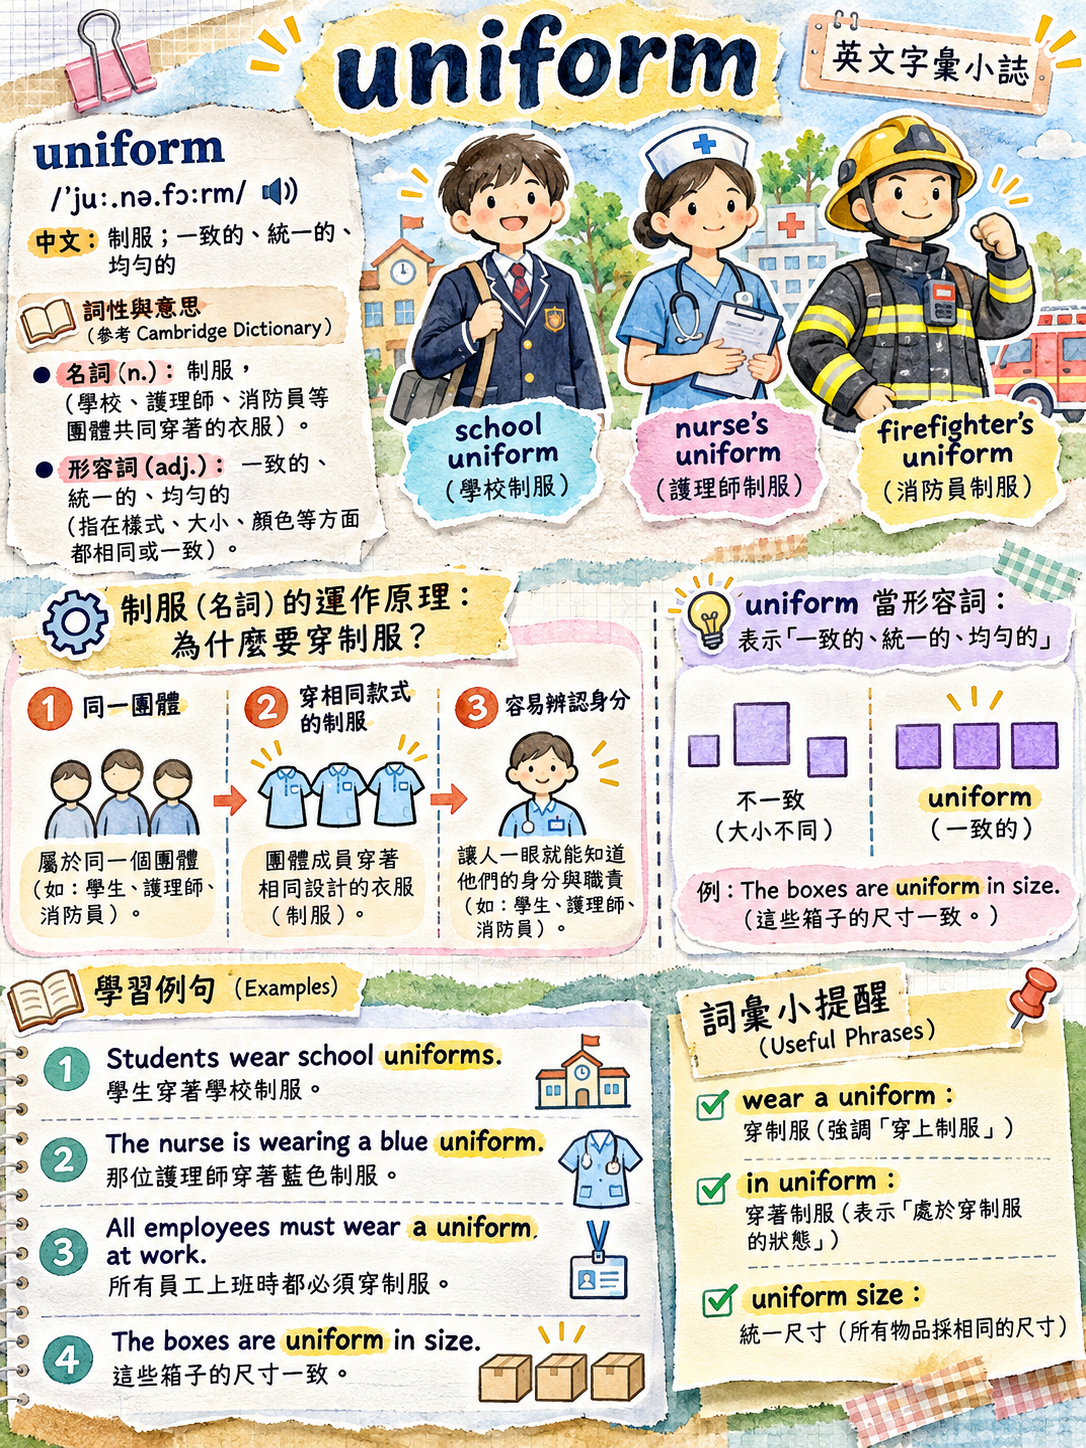 uniform
英文字彙小誌
uniform
/ˈjuː.nə.fɔːrm/
中文：制服；一致的、統一的、
均勻的
詞性與意思
（參考 Cambridge Dictionary）
名詞 (n.)：制服，
（學校、護理師、消防員等
團體共同穿著的衣服）。
形容詞 (adj.)：一致的、
統一的、均勻的
（指在樣式、大小、顏色等方面
都相同或一致）。
school
uniform
（學校制服）
nurse's
uniform
（護理師制服）
firefighter's
uniform
（消防員制服）
制服（名詞）的運作原理：
為什麼要穿制服？
1 同一團體
屬於同一個團體
（如：學生、護理師、
消防員）。
2 穿相同款式
的制服
團體成員穿著
相同設計的衣服
（制服）。
3 容易辨認身分
讓人一眼就能知道
他們的身分與職責
（如：學生、護理師、
消防員）。
uniform 當形容詞：
表示「一致的、統一的、均勻的」
不一致
（大小不同）
uniform
（一致的）
例：The boxes are uniform in size.
（這些箱子的尺寸一致。）
學習例句（Examples）
1 Students wear school uniforms.
學生穿著學校制服。
2 The nurse is wearing a blue uniform.
那位護理師穿著藍色制服。
3 All employees must wear a uniform
at work.
所有員工上班時都必須穿制服。
4 The boxes are uniform in size.
這些箱子的尺寸一致。
詞彙小提醒
（Useful Phrases）
wear a uniform：
穿制服（強調「穿上制服」）
in uniform：
穿著制服（表示「處於穿制服
的狀態」）
uniform size：
統一尺寸（所有物品採相同的尺寸）